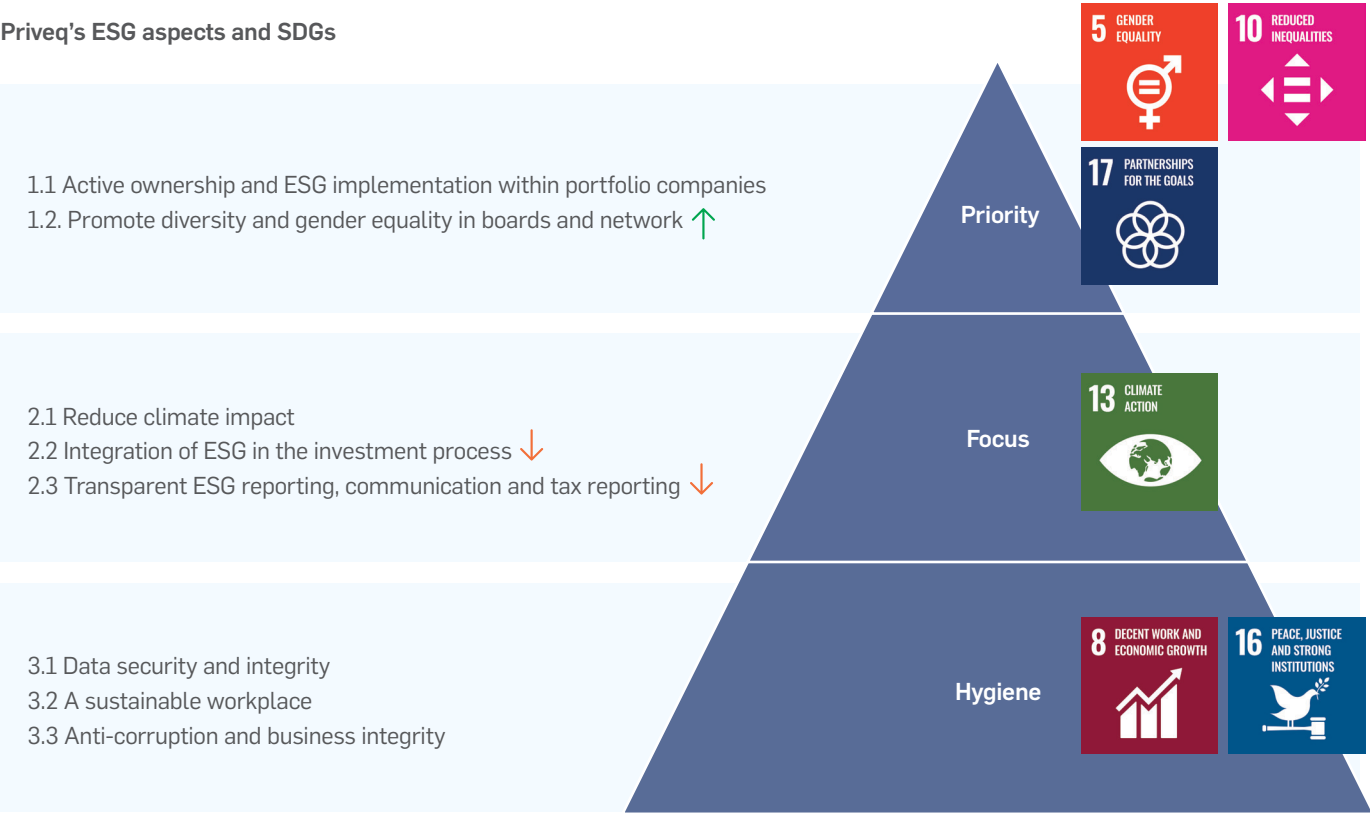 Priveq's ESG aspects and SDGs
5 GENDER
EQUALITY
10 REDUCED
INEQUALITIES
1.1 Active ownership and ESG implementation within portfolio companies
1.2. Promote diversity and gender equality in boards and network
Priority
17 PARTNERSHIPS
FOR THE GOALS
2.1 Reduce climate impact
2.2 Integration of ESG in the investment process
2.3 Transparent ESG reporting, communication and tax reporting
Focus
13 CLIMATE
ACTION
3.1 Data security and integrity
3.2 A sustainable workplace
3.3 Anti-corruption and business integrity
Hygiene
8 DECENT WORK AND
ECONOMIC GROWTH
16 PEACE, JUSTICE
AND STRONG
INSTITUTIONS